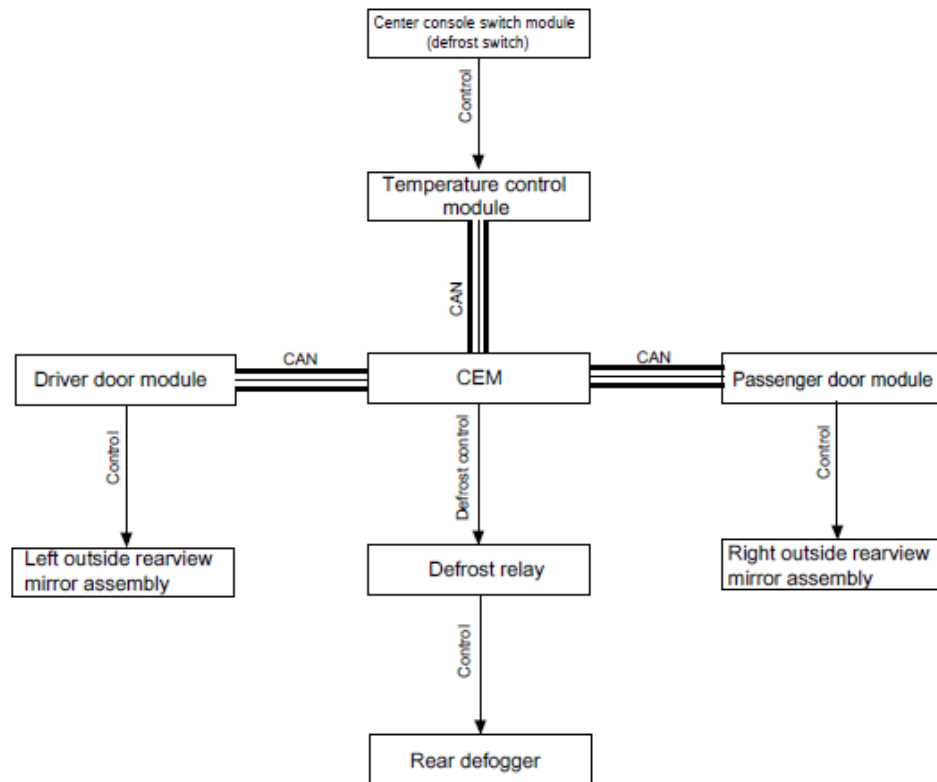 Center console switch module
(defrost switch)
Control
Temperature control
module
CAN
CAN
CEM
CAN
Driver door module
Passenger door module
Control
Defrost control
Control
Left outside rearview
mirror assembly
Defrost relay
Right outside rearview
mirror assembly
Control
Rear defogger